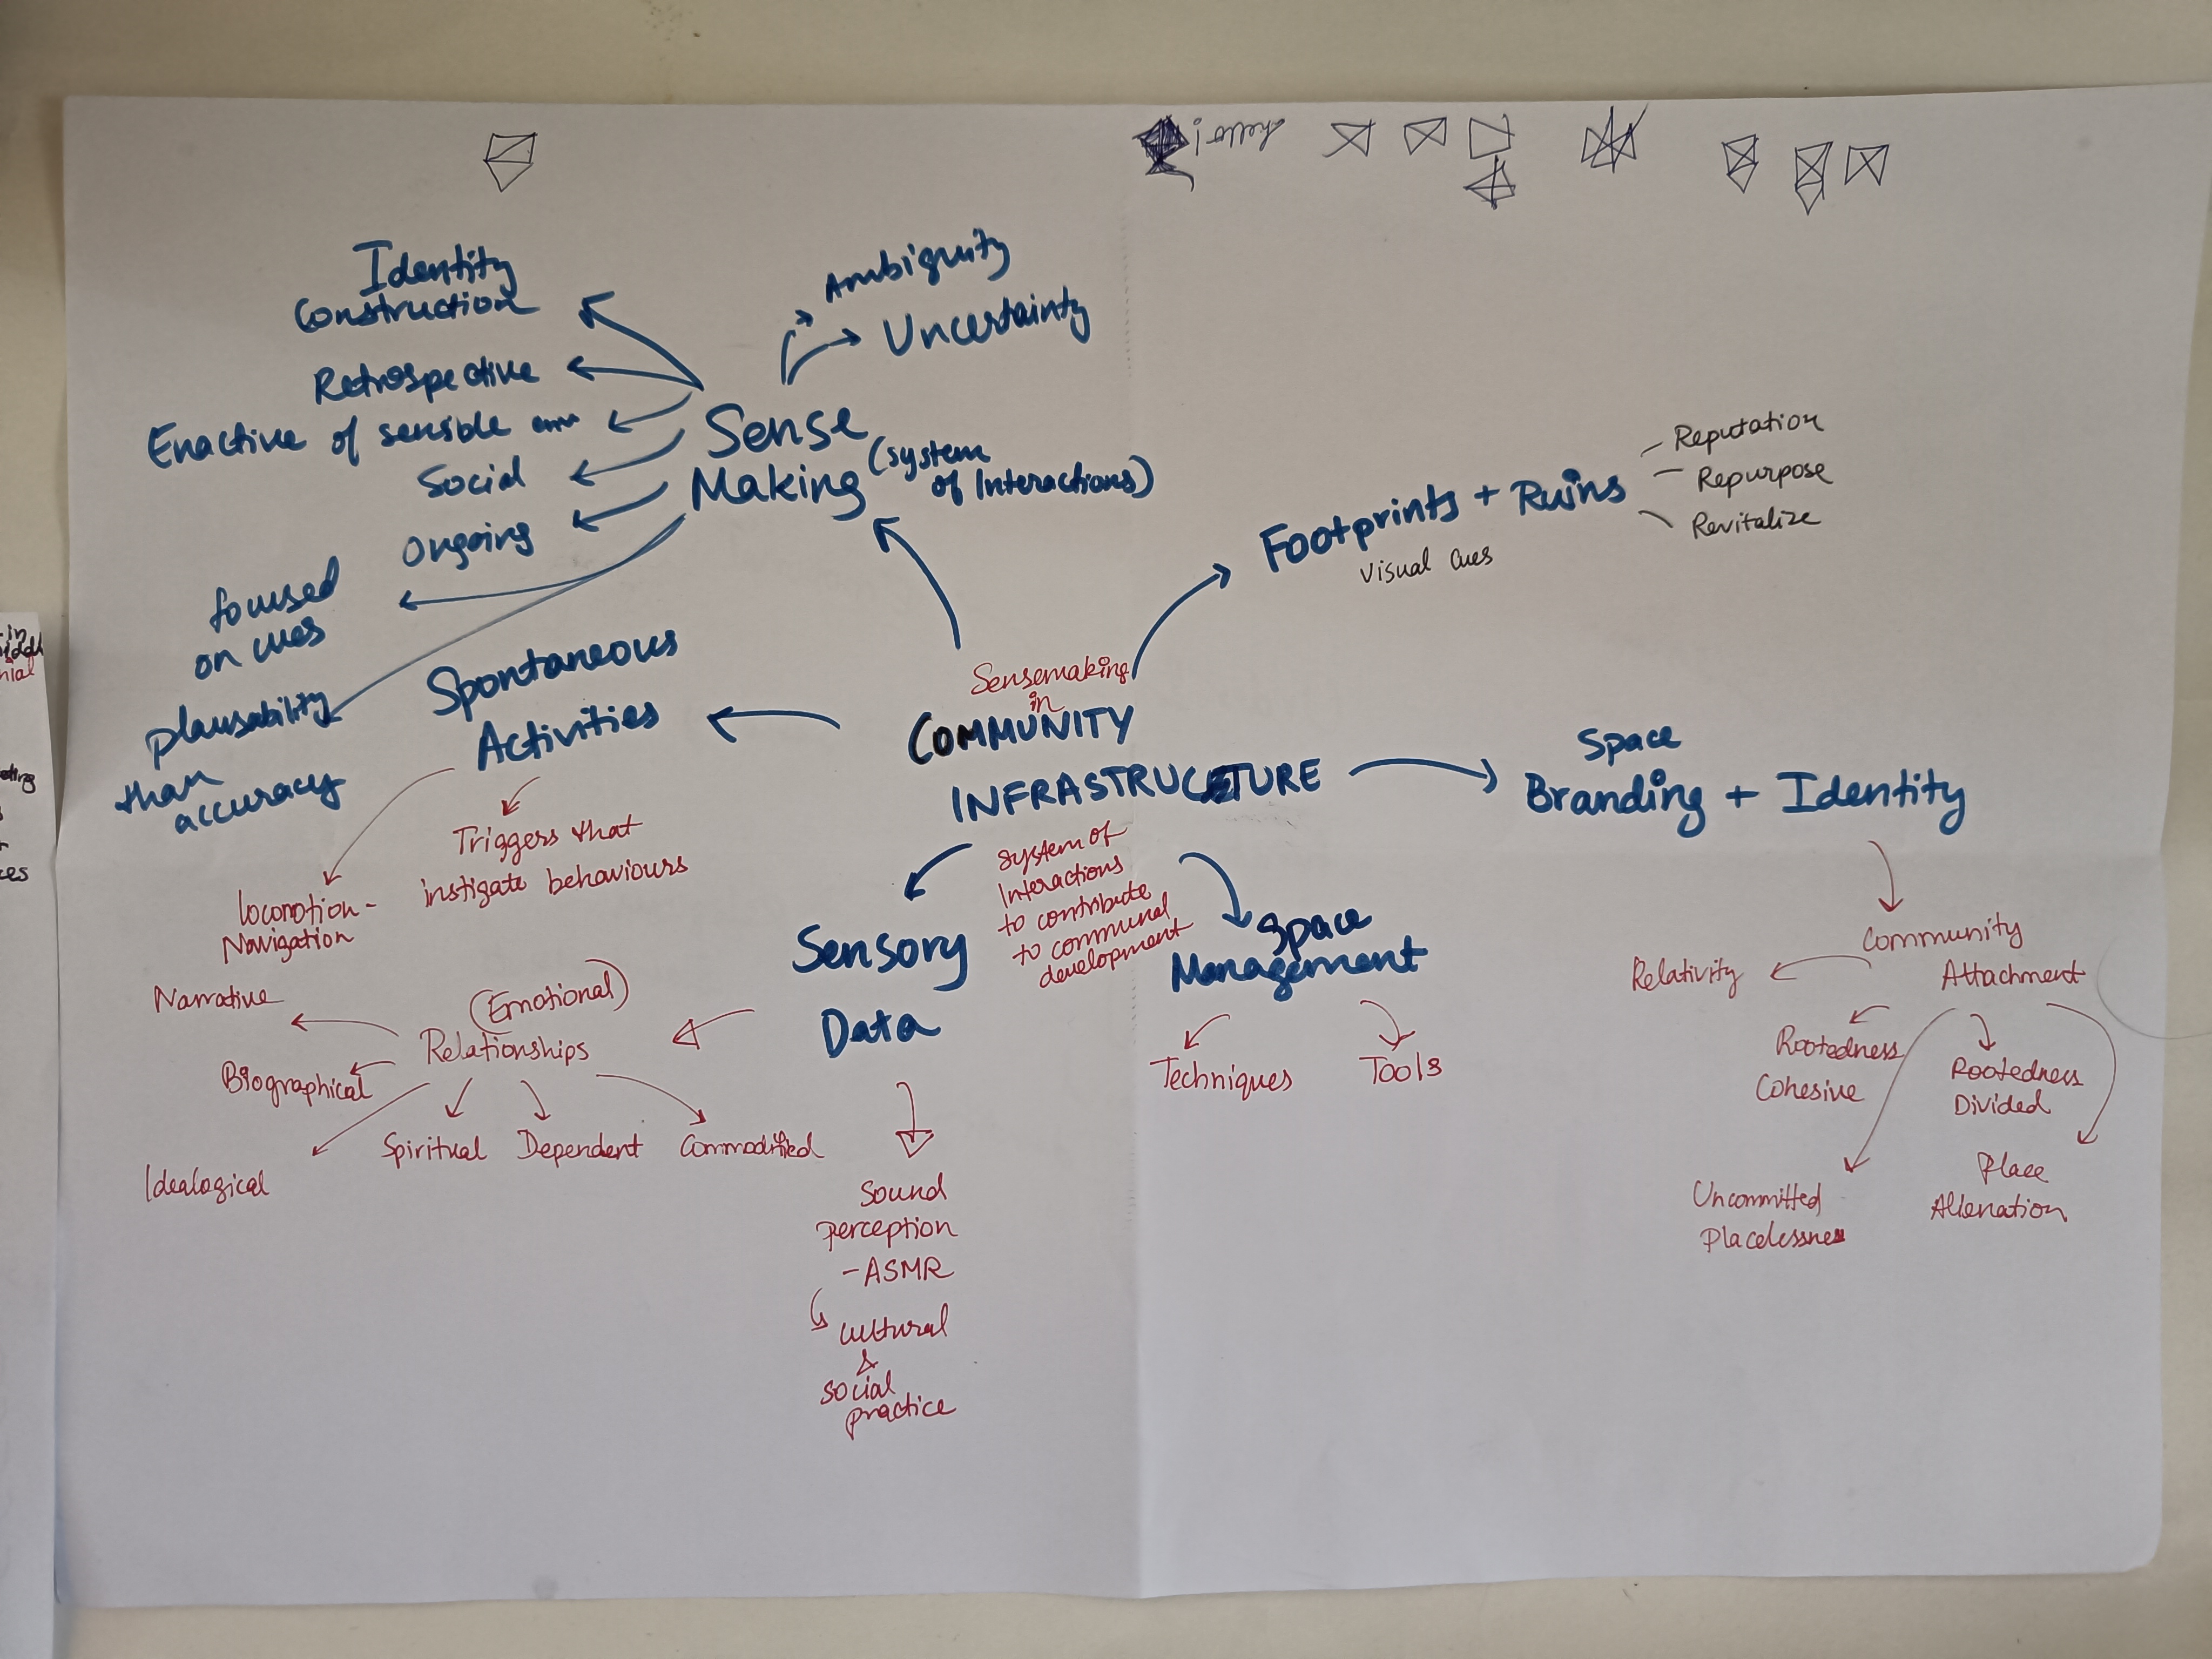 hello!
Identity
Construction
Retrospective
Enactive of sensible
Social
Ongoing
focused
on cues
plausability
than
accuracy
Ambiguity
Uncertainty
Sense
Making (system
of Interactions)
Footprints + Ruins
Visual cues
Reputation
Repurpose
Revitalize
Spontaneous
Activities
Triggers that
instigate behaviours
locomotion-
Navigation
Sensemaking
in
COMMUNITY
INFRASTRUCTURE
system of
Interactions
to contribute
to communal
development
Space
Branding + Identity
Community
Attachment
Relativity
Rootedness
Cohesive
Rootedness
Divided
Uncommitted
Placelessness
Place
Alienation
Sensory
Data
(Emotional)
Relationships
Narrative
Biographical
Idealogical
Spiritual
Dependent
Commodified
Sound
perception
-ASMR
cultural
&
social
practice
Space
Management
Techniques
Tools